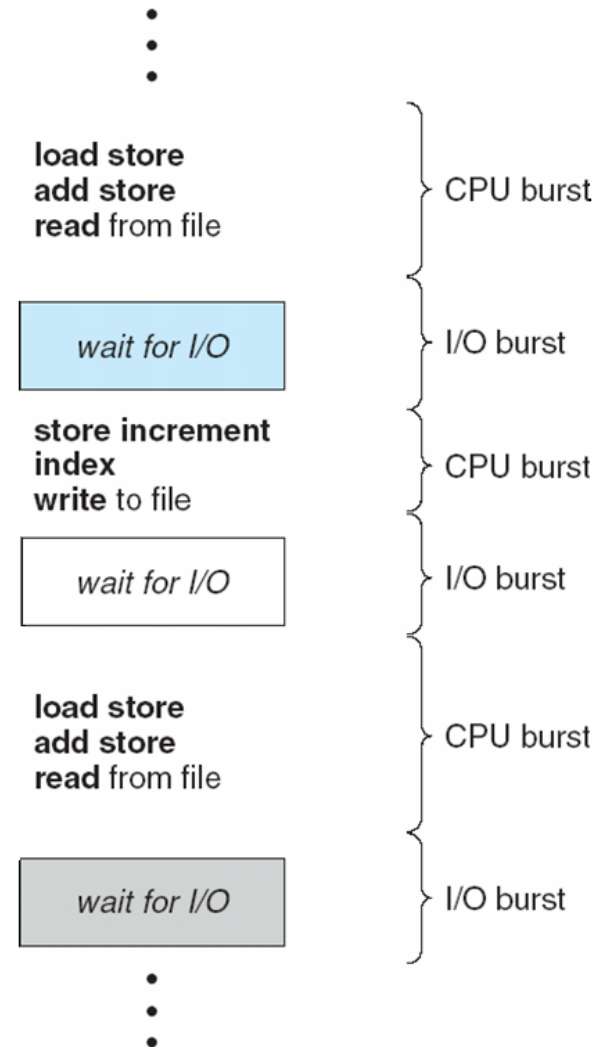 load store
add store
read from file
CPU burst
wait for I/O
I/O burst
store increment
index
write to file
CPU burst
wait for I/O
I/O burst
load store
add store
read from file
CPU burst
wait for I/O
I/O burst